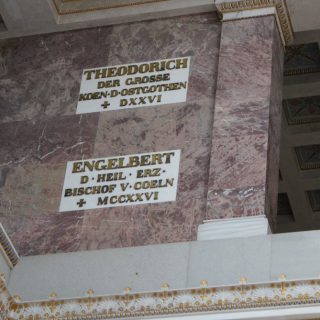 THEODORICH
DER GROSSE
KOEN·D·OSTGOTHEN
+ DXXVI
ENGELBERT
D·HEIL·ERZ·
BISCHOF V·COELN
+ MCCXXVI